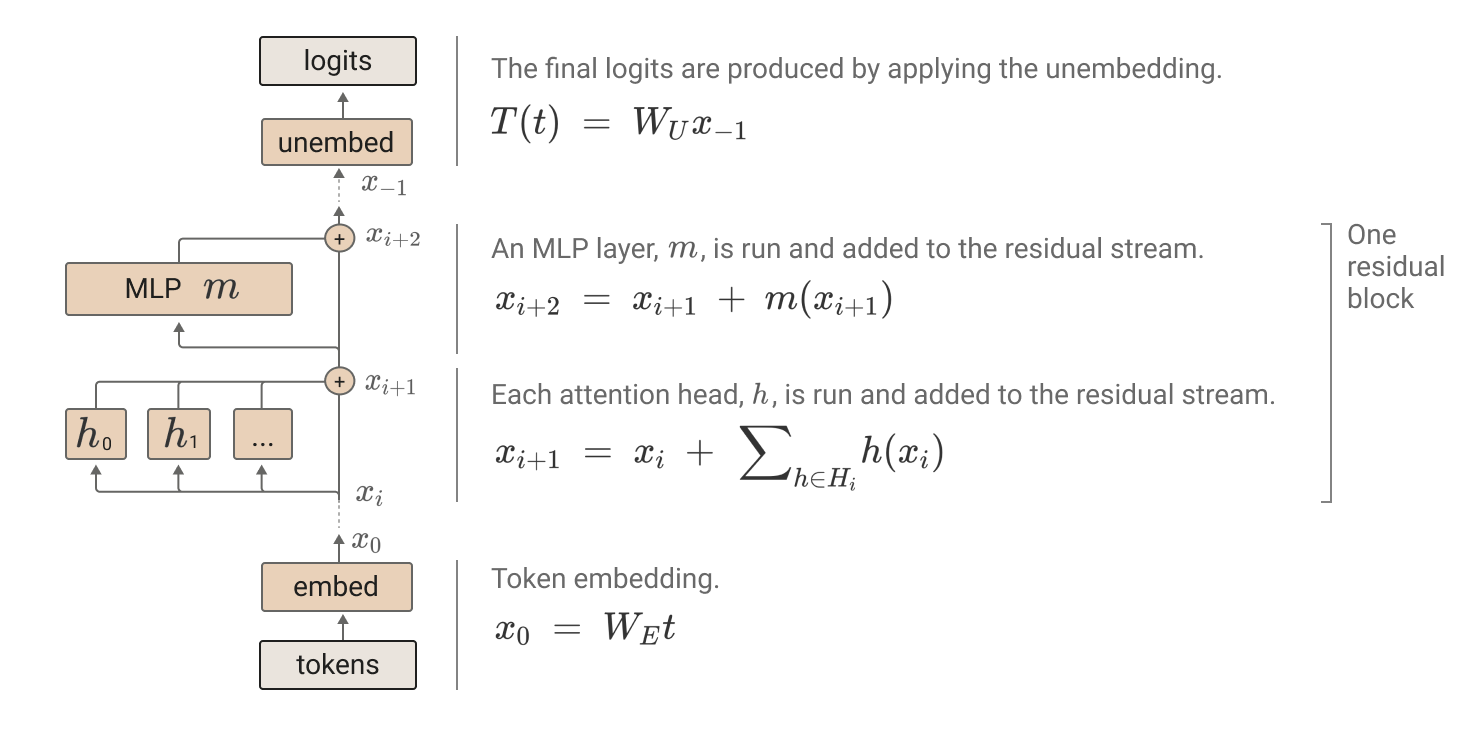 logits
The final logits are produced by applying the unembedding.
T(t) = W_U x_{-1}
unembed
x_{-1}
x_{i+2}
An MLP layer, m, is run and added to the residual stream.
One
residual
block
MLP m
x_{i+2} = x_{i+1} + m(x_{i+1})
+
x_{i+1}
+
Each attention head, h, is run and added to the residual stream.
h_0 h_1 ...
x_{i+1} = x_i + ∑_{h∈H_i} h(x_i)
x_i
x_0
embed
Token embedding.
x_0 = W_E t
tokens